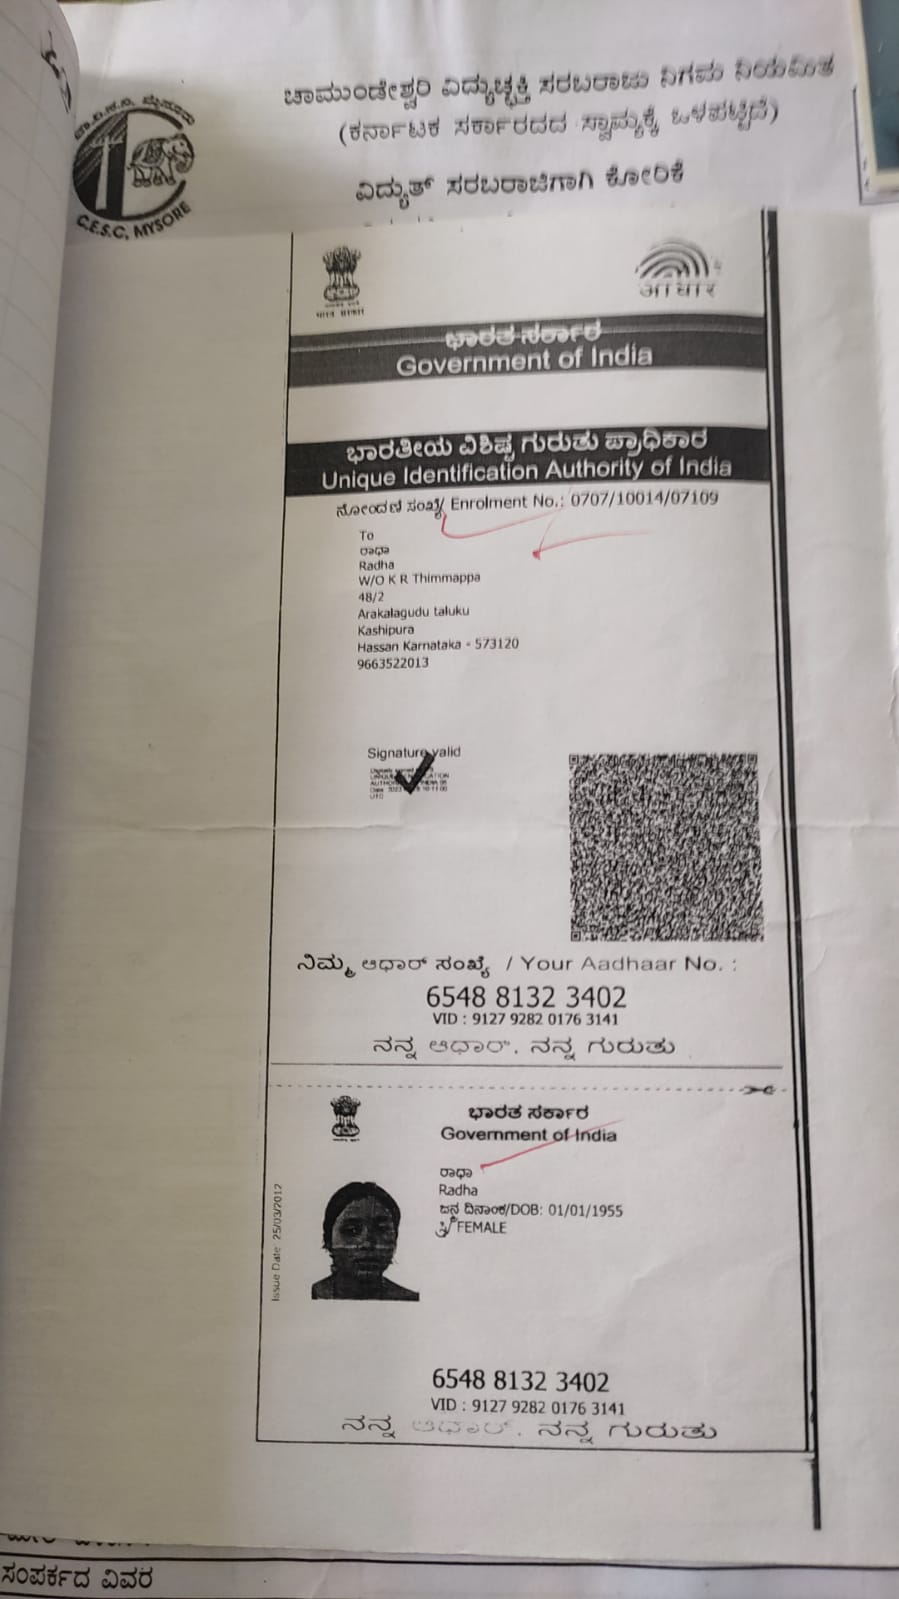 ಚಾ.ವಿ.ಸ.ನಿ. ಮೈಸೂರು
C.E.S.C, MYSORE
ಚಾಮುಂಡೇಶ್ವರಿ ವಿದ್ಯುಚ್ಛಕ್ತಿ ಸರಬರಾಜು ನಿಗಮ ನಿಯಮಿತ
(ಕರ್ನಾಟಕ ಸರ್ಕಾರದದ ಸ್ವಾಮ್ಯಕ್ಕೆ ಒಳಪಟ್ಟಿದೆ)
ವಿದ್ಯುತ್ ಸರಬರಾಜಿಗಾಗಿ ಕೋರಿಕೆ
भारत सरकार
आधार
ಭಾರತ ಸರ್ಕಾರ
Government of India
ಭಾರತೀಯ ವಿಶಿಷ್ಟ ಗುರುತು ಪ್ರಾಧಿಕಾರ
Unique Identification Authority of India
ನೋಂದಣಿ ಸಂಖ್ಯೆ/ Enrolment No.: 0707/10014/07109
To
ರಾಧಾ
Radha
W/O K R Thimmappa
48/2
Arakalagudu taluku
Kashipura
Hassan Karnataka - 573120
9663522013
Signature valid
ನಿಮ್ಮ ಆಧಾರ್ ಸಂಖ್ಯೆ / Your Aadhaar No. :
6548 8132 3402
VID : 9127 9282 0176 3141
ನನ್ನ ಆಧಾರ್, ನನ್ನ ಗುರುತು
ಭಾರತ ಸರ್ಕಾರ
Government of India
ರಾಧಾ
Radha
ಜನ್ಮ ದಿನಾಂಕ/DOB: 01/01/1955
ಸ್ತ್ರೀ/ FEMALE
Issue Date: 25/03/2012
6548 8132 3402
VID : 9127 9282 0176 3141
ನನ್ನ ಆಧಾರ್, ನನ್ನ ಗುರುತು
ಸಂಪರ್ಕದ ವಿವರ